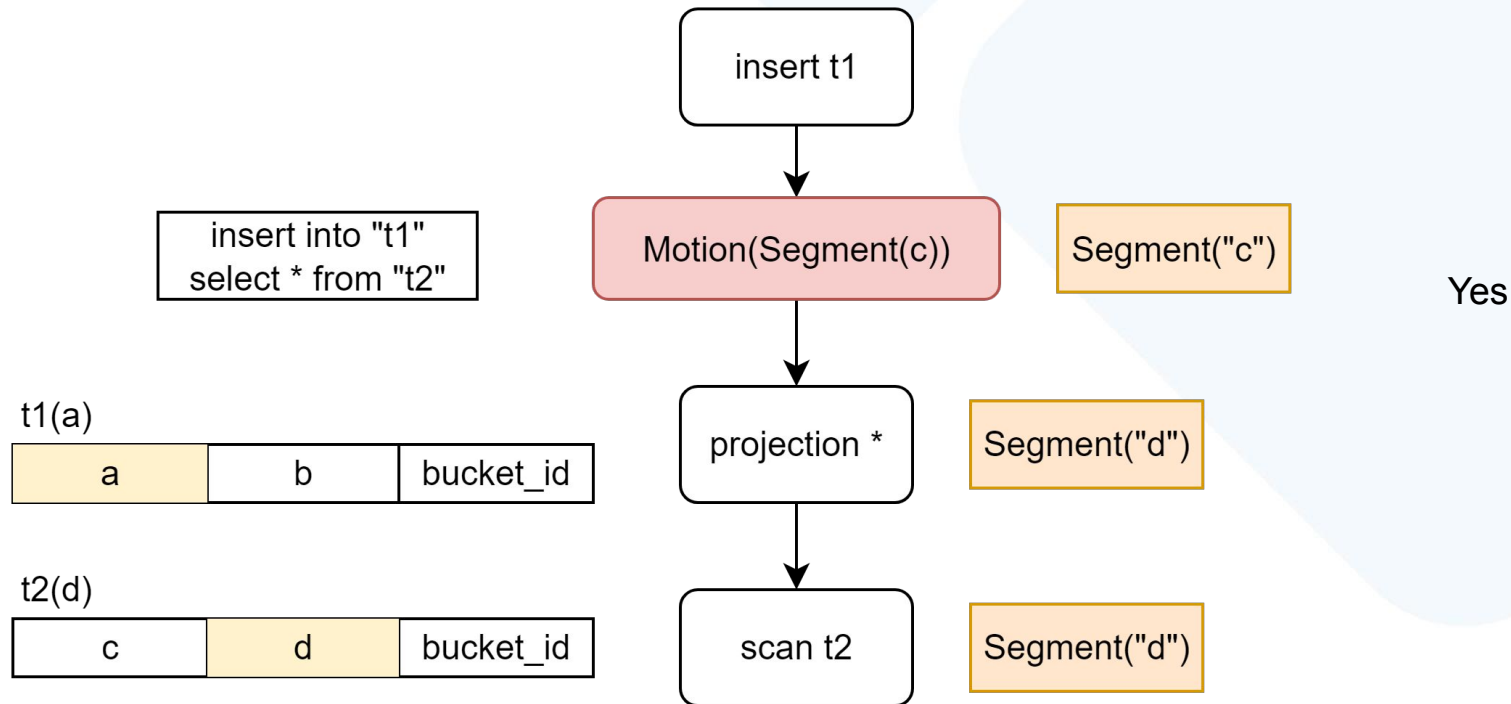 insert t1
insert into "t1"
select * from "t2"
Motion(Segment(c))
Segment("c")
Yes
t1(a)
a b bucket_id
projection *
Segment("d")
t2(d)
c d bucket_id
scan t2
Segment("d")